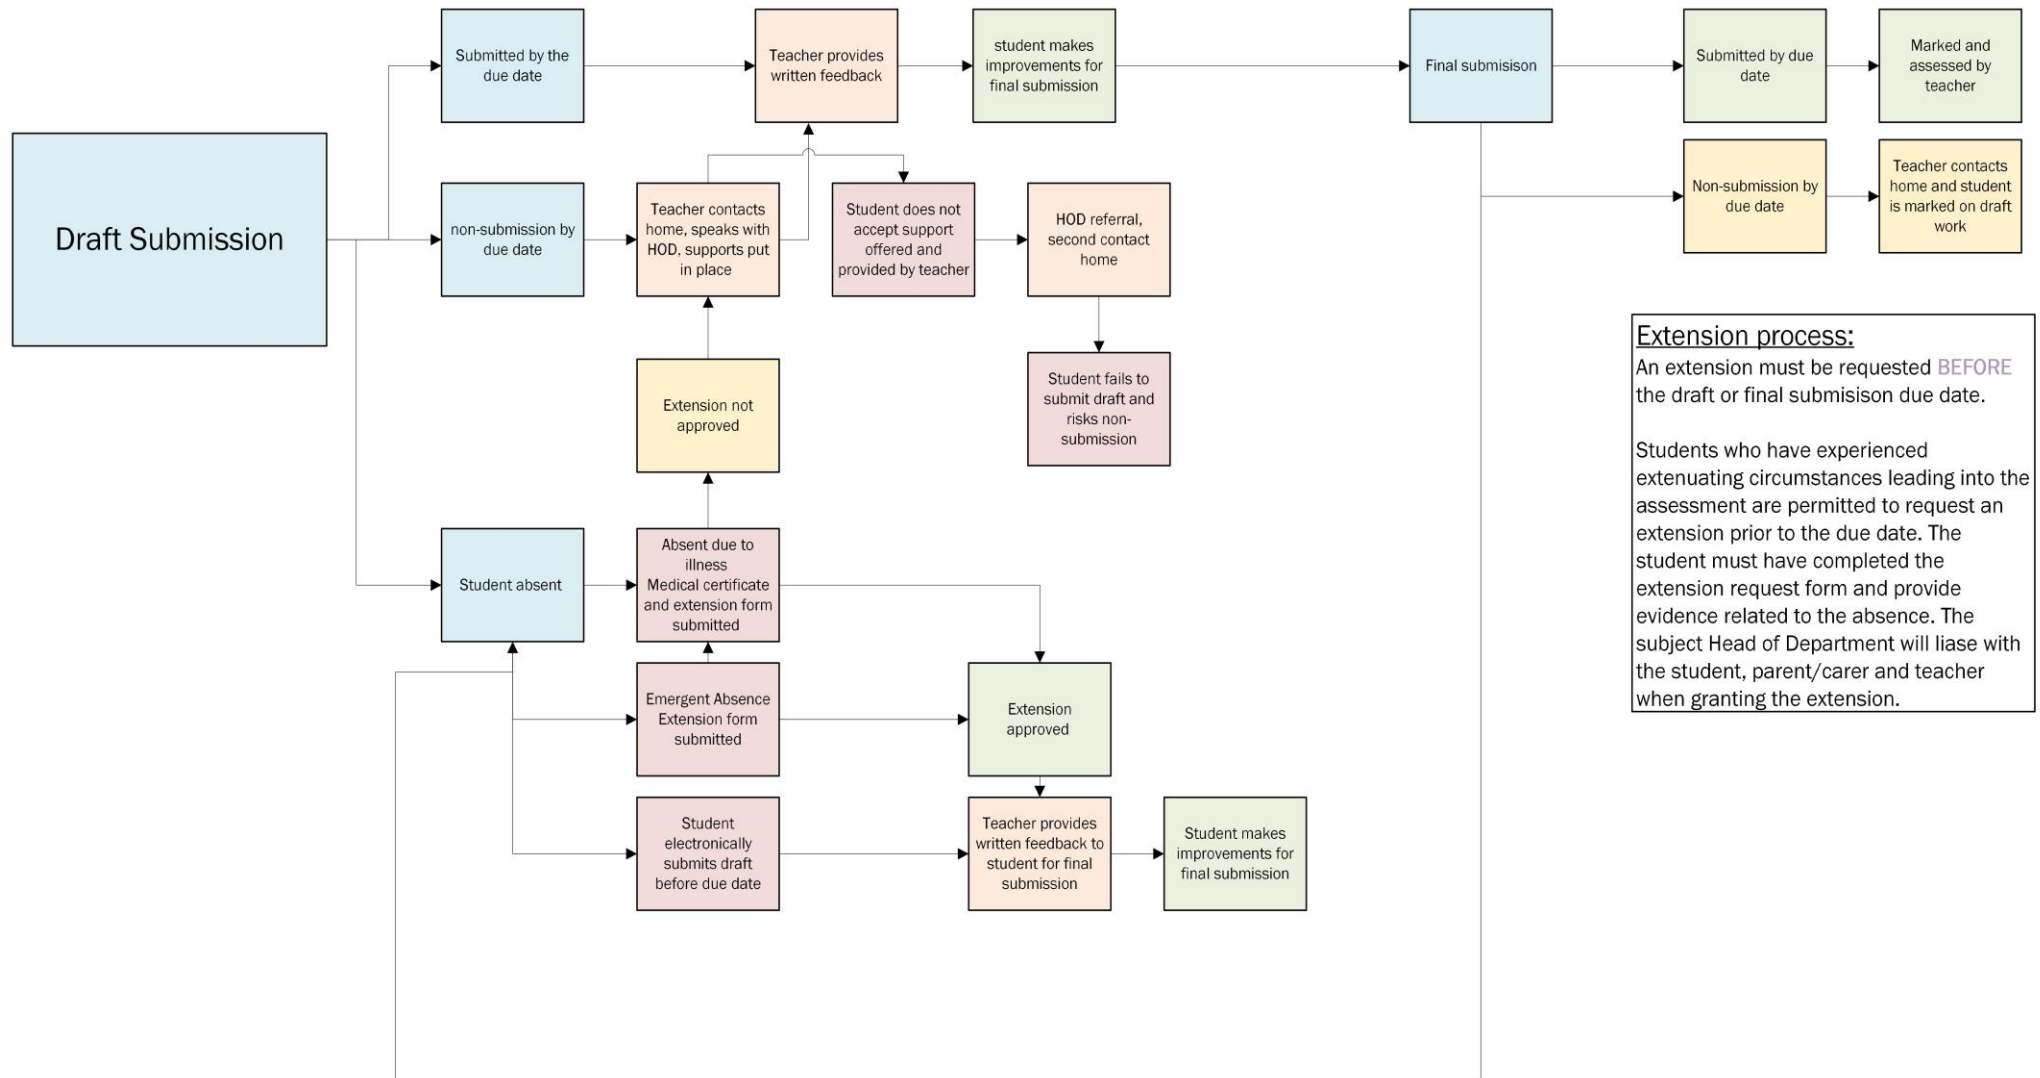 Draft Submission
Submitted by the
due date
Teacher provides
written feedback
student makes
improvements for
final submission
Final submisison
Submitted by due
date
Marked and
assessed by
teacher
non-submission by
due date
Teacher contacts
home, speaks with
HOD, supports put
in place
Student does not
accept support
offered and
provided by teacher
HOD referral,
second contact
home
Non-submission by
due date
Teacher contacts
home and student
is marked on draft
work
Extension not
approved
Student fails to
submit draft and
risks non-
submission
Student absent
Absent due to
illness
Medical certificate
and extension form
submitted
Emergent Absence
Extension form
submitted
Extension
approved
Student
electronically
submits draft
before due date
Teacher provides
written feedback to
student for final
submission
Student makes
improvements for
final submission
Extension process:
An extension must be requested BEFORE
the draft or final submisison due date.
Students who have experienced
extenuating circumstances leading into the
assessment are permitted to request an
extension prior to the due date. The
student must have completed the
extension request form and provide
evidence related to the absence. The
subject Head of Department will liase with
the student, parent/carer and teacher
when granting the extension.